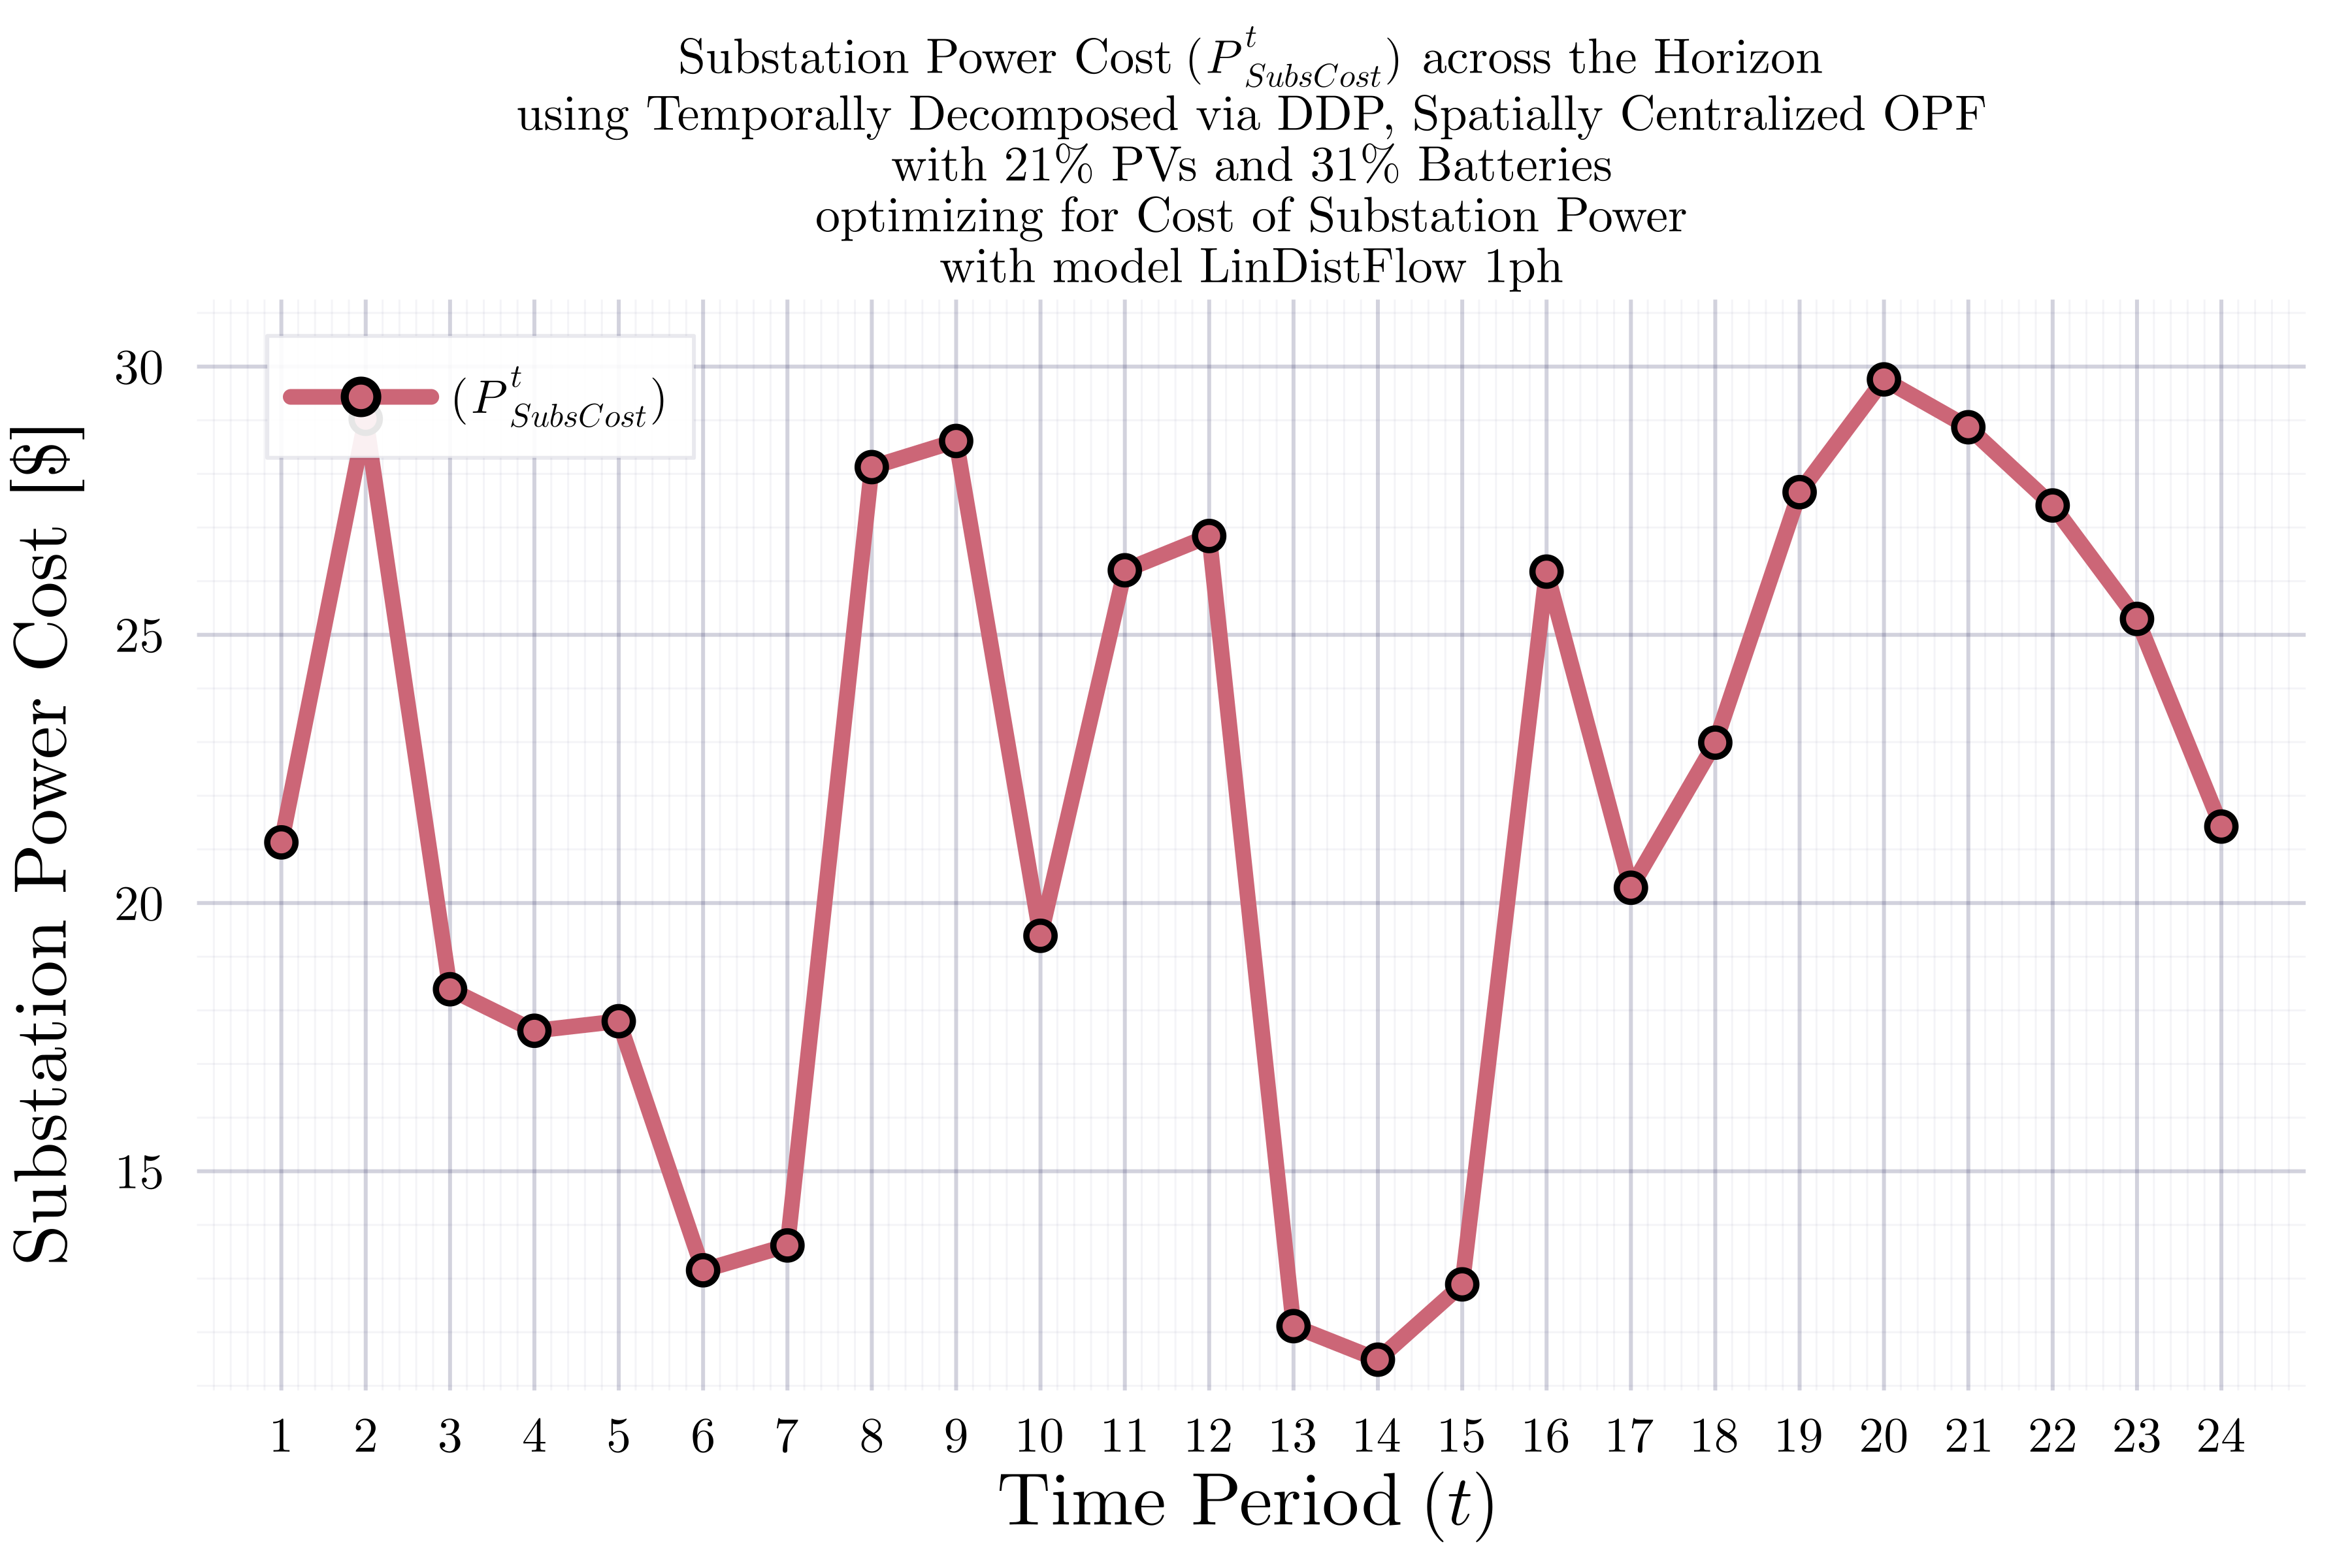 Substation Power Cost (P^t_SubsCost) across the Horizon
using Temporally Decomposed via DDP, Spatially Centralized OPF
with 21% PVs and 31% Batteries
optimizing for Cost of Substation Power
with model LinDistFlow 1ph
(P^t_SubsCost)
Substation Power Cost [$]
30
25
20
15
1 2 3 4 5 6 7 8 9 10 11 12 13 14 15 16 17 18 19 20 21 22 23 24
Time Period (t)